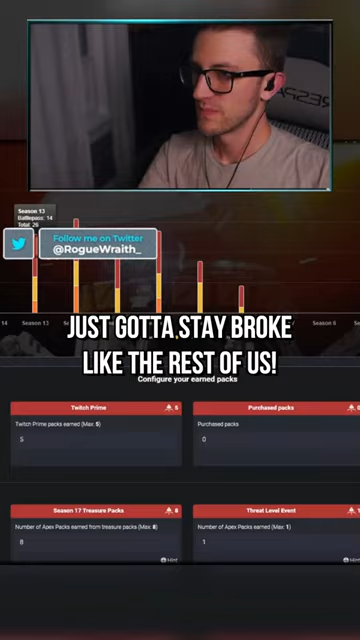 RESPA
Season 13
Battlepass: 14
Total: 26
Follow me on Twitter
@RogueWraith_
14
Season 13
Season 6
JUST GOTTA STAY BROKE
LIKE THE REST OF US!
Configure your earned packs
Twitch Prime
5
Purchased packs
0
Twitch Prime packs earned (Max: 5)
Purchased packs
5
0
Season 17 Treasure Packs
8
Threat Level Event
1
Number of Apex Packs earned from treasure packs (Max: 8)
Number of Apex Packs earned (Max: 1)
8
1
Hint
Hint